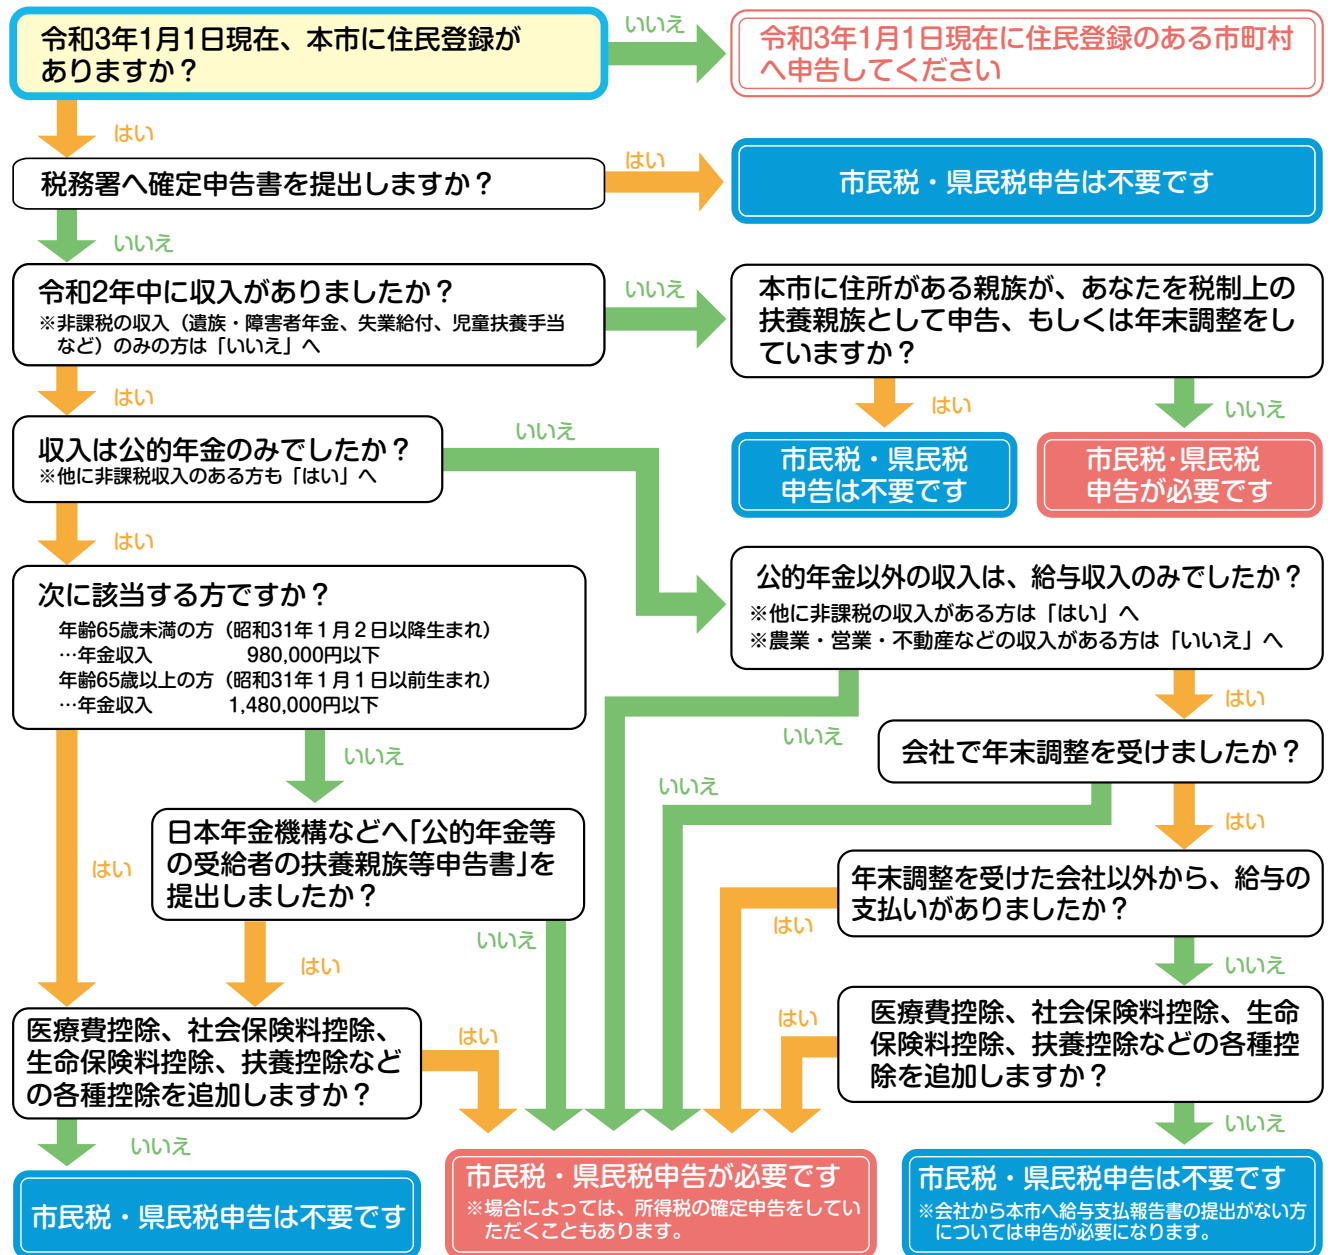 令和3年1月1日現在、本市に住民登録が
ありますか？
いいえ
令和3年1月1日現在に住民登録のある市町村
へ申告してください
はい
税務署へ確定申告書を提出しますか？
はい
市民税・県民税申告は不要です
いいえ
令和2年中に収入がありましたか？
※非課税の収入（遺族・障害者年金、失業給付、児童扶養手当
など）のみの方は「いいえ」へ
いいえ
本市に住所がある親族が、あなたを税制上の
扶養親族として申告、もしくは年末調整をし
ていますか？
はい
はい
いいえ
収入は公的年金のみでしたか？
※他に非課税収入のある方も「はい」へ
いいえ
市民税・県民税
申告は不要です
市民税・県民税
申告が必要です
はい
次に該当する方ですか？
年齢65歳未満の方（昭和31年１月２日以降生まれ）
…年金収入 980,000円以下
年齢65歳以上の方（昭和31年１月１日以前生まれ）
…年金収入 1,480,000円以下
公的年金以外の収入は、給与収入のみでしたか？
※他に非課税の収入がある方は「はい」へ
※農業・営業・不動産などの収入がある方は「いいえ」へ
はい
いいえ
いいえ
会社で年末調整を受けましたか？
いいえ
はい
はい
日本年金機構などへ「公的年金等
の受給者の扶養親族等申告書」を
提出しましたか？
年末調整を受けた会社以外から、給与の
支払いがありましたか？
はい
いいえ
はい
いいえ
医療費控除、社会保険料控除、
生命保険料控除、扶養控除など
の各種控除を追加しますか？
はい
はい
医療費控除、社会保険料控除、生命
保険料控除、扶養控除などの各種控
除を追加しますか？
いいえ
いいえ
市民税・県民税申告は不要です
市民税・県民税申告が必要です
※場合によっては、所得税の確定申告をしてい
ただくこともあります。
市民税・県民税申告は不要です
※会社から本市へ給与支払報告書の提出がない方
については申告が必要になります。